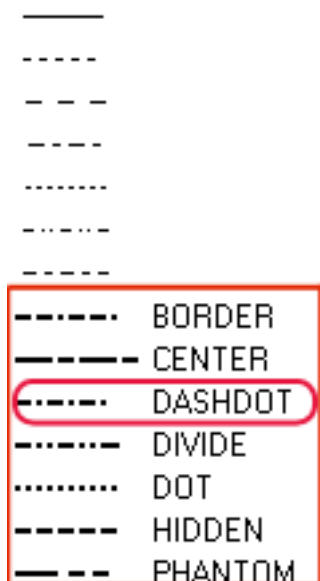 BORDER
CENTER
DASHDOT
DIVIDE
DOT
HIDDEN
PHANTOM